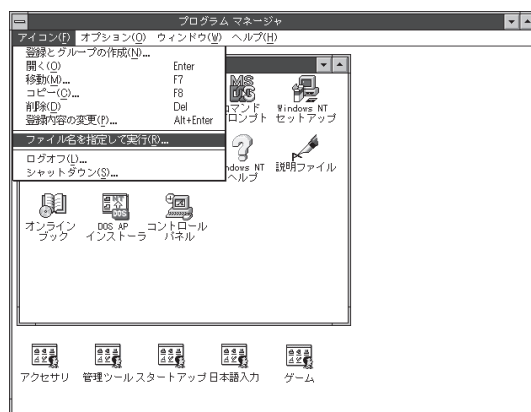 プログラム マネージャ
アイコン(F) オプション(O) ウィンドウ(W) ヘルプ(H)
登録とグループの作成(N)...
開く(O) Enter
移動(M)... F7
コピー(C)... F8
削除(D) Del
登録内容の変更(P)... Alt+Enter
ファイル名を指定して実行(R)...
ログオフ(L)...
シャットダウン(S)...
MS
DOS
マンド
ロンプト
Windows NT
セットアップ
ndows NT
ヘルプ
説明ファイル
オンライン
ブック
DOS AP
インストーラ
コントロール
パネル
アクセサリ
管理ツール
スタートアップ
日本語入力
ゲーム